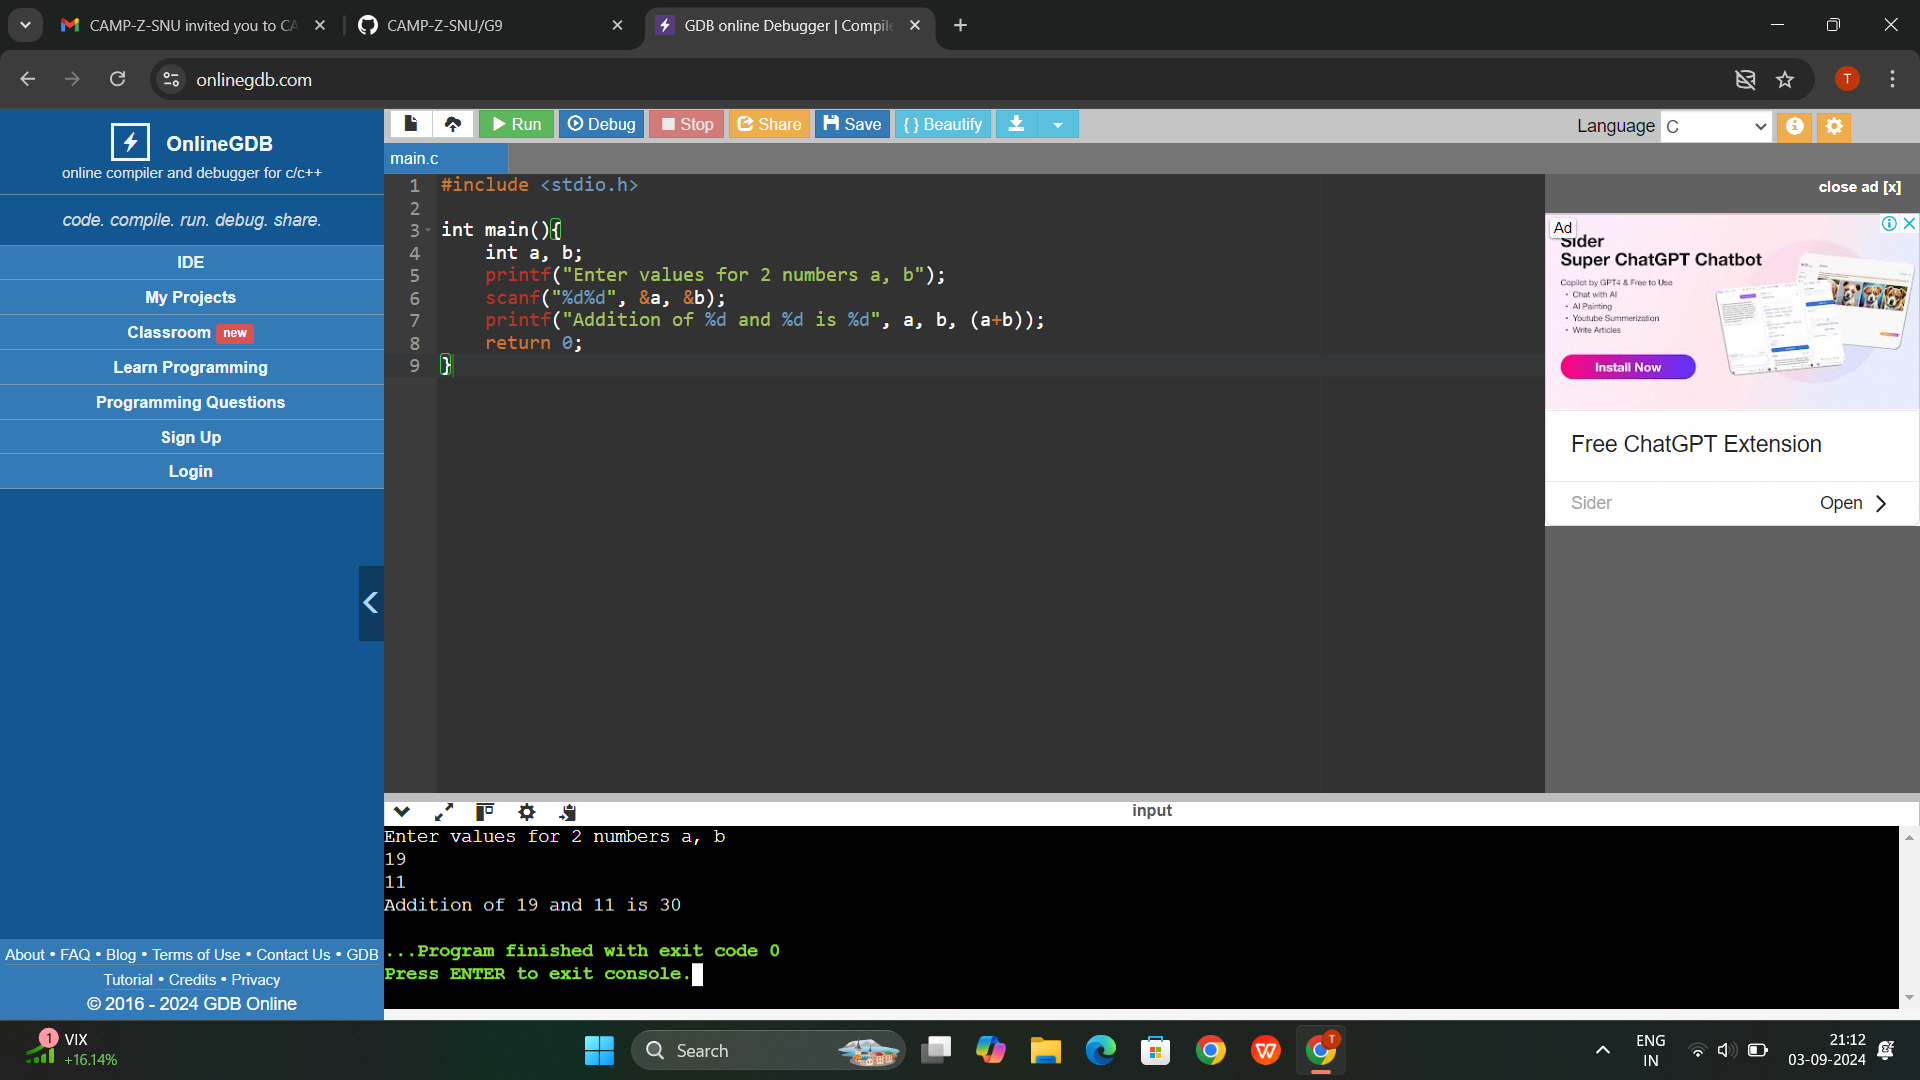 CAMP-Z-SNU invited you to CA
CAMP-Z-SNU/G9
GDB online Debugger | Compile
onlinegdb.com
T
OnlineGDB
online compiler and debugger for c/c++
code. compile. run. debug. share.
IDE
My Projects
Classroom new
Learn Programming
Programming Questions
Sign Up
Login
About • FAQ • Blog • Terms of Use • Contact Us • GDB
Tutorial • Credits • Privacy
© 2016 - 2024 GDB Online
Run
Debug
Stop
Share
Save
{ } Beautify
Language C
main.c
1 #include <stdio.h>
2
3 int main(){
4 int a, b;
5 printf("Enter values for 2 numbers a, b");
6 scanf("%d%d", &a, &b);
7 printf("Addition of %d and %d is %d", a, b, (a+b));
8 return 0;
9 }
close ad [x]
Ad
Sider
Super ChatGPT Chatbot
Copilot by GPT4 & Free to Use
• Chat with AI
• AI Painting
• Youtube Summerization
• Write Articles
Install Now
Free ChatGPT Extension
Sider
Open
input
Enter values for 2 numbers a, b
19
11
Addition of 19 and 11 is 30
...Program finished with exit code 0
Press ENTER to exit console.
1
VIX
+16.14%
Search
T
ENG
IN
21:12
03-09-2024